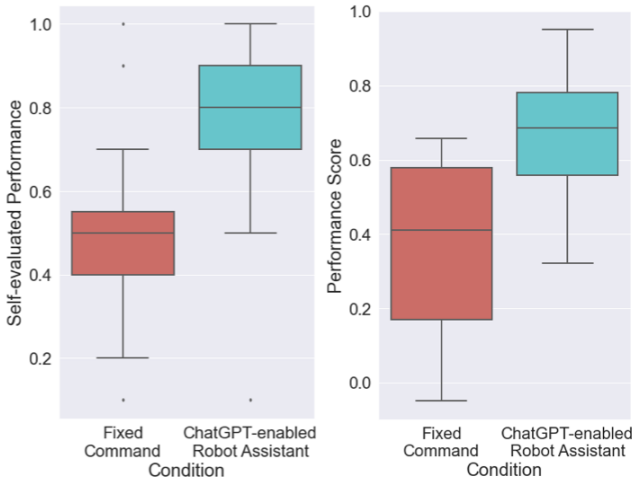 Self-evaluated Performance
1.0
0.8
0.6
0.4
0.2
Fixed
Command
ChatGPT-enabled
Robot Assistant
Condition
Performance Score
1.0
0.8
0.6
0.4
0.2
0.0
Fixed
Command
ChatGPT-enabled
Robot Assistant
Condition